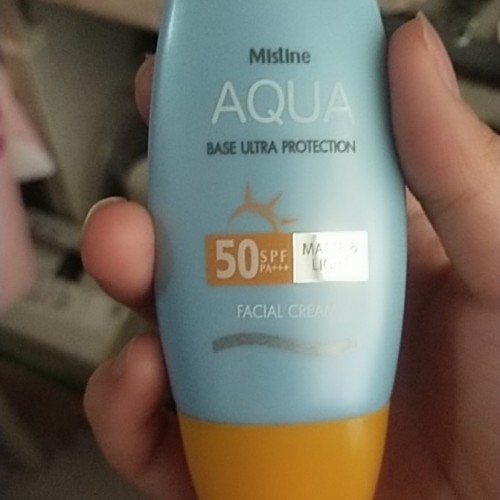 Mistine
AQUA
BASE ULTRA PROTECTION
50 SPF
PA+++
MATTE &
LIGHT
FACIAL CREAM